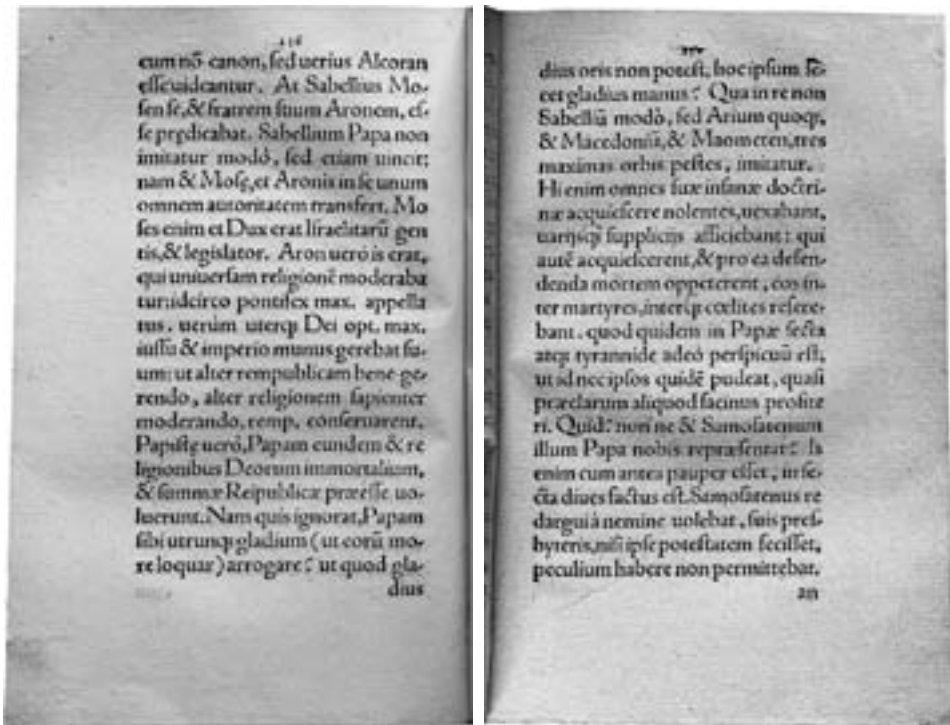 cum nō canon, sed uerius Alcoran
esse uideantur. At Sabellius Mo-
sen se, & fratrem suum Aronem, es-
se prędicabat. Sabellium Papa non
imitatur modò, sed etiam uincit:
nam & Mosę, et Aronis in se unum
omnem autoritatem transfert. Mo
ses enim et Dux erat Israelitarū gen
tis, & legislator. Aron uerò is erat,
qui uniuersam religionē moderaba
tur: idcirco pontifex max. appella
tus. uerùm uterq; Dei opt. max.
iussu & imperio munus gerebat su-
um: ut alter rempublicam bene ge-
rendo, alter religionem sapienter
moderando, remp. conseruarent.
Papistę uerò, Papam eundem & re
ligionibus Deorum immortalium,
& summæ Reipublicæ præesse uo-
luerunt. Nam quis ignorat, Papam
sibi utrunq; gladium (ut eorū mo-
re loquar) arrogare? ut quod gla-
dius
dius oris non potest, hoc ipsum
et gladius manus? Qua in re non
Sabelliū modò, sed Arium quoq;,
& Macedoniū, & Maometen, tres
maximas orbis pestes, imitatur.
Hi enim omnes suæ insanæ doctri-
næ acquiescere nolentes, uexabant,
uarijsq; supplicijs afficiebant: qui
autē acquiescerent, & pro ea defen-
denda mortem oppeterent, eos in-
ter martyres, interq; cœlites refere-
bant. quod quidem in Papæ secta
atq; tyrannide adeò perspicuū est,
ut id nec ipsos quidē pudeat, quasi
præclarum aliquod facinus profite
ri. Quid? nonne & Samosatenum
illum Papa nobis repræsentat? Is
enim cum antea pauper esset, in se-
cta diues factus est. Samosatenus re
dargui à nemine uolebat, suis pres-
byteris, nisi ipse potestatem fecisset,
peculium habere non permittebat.